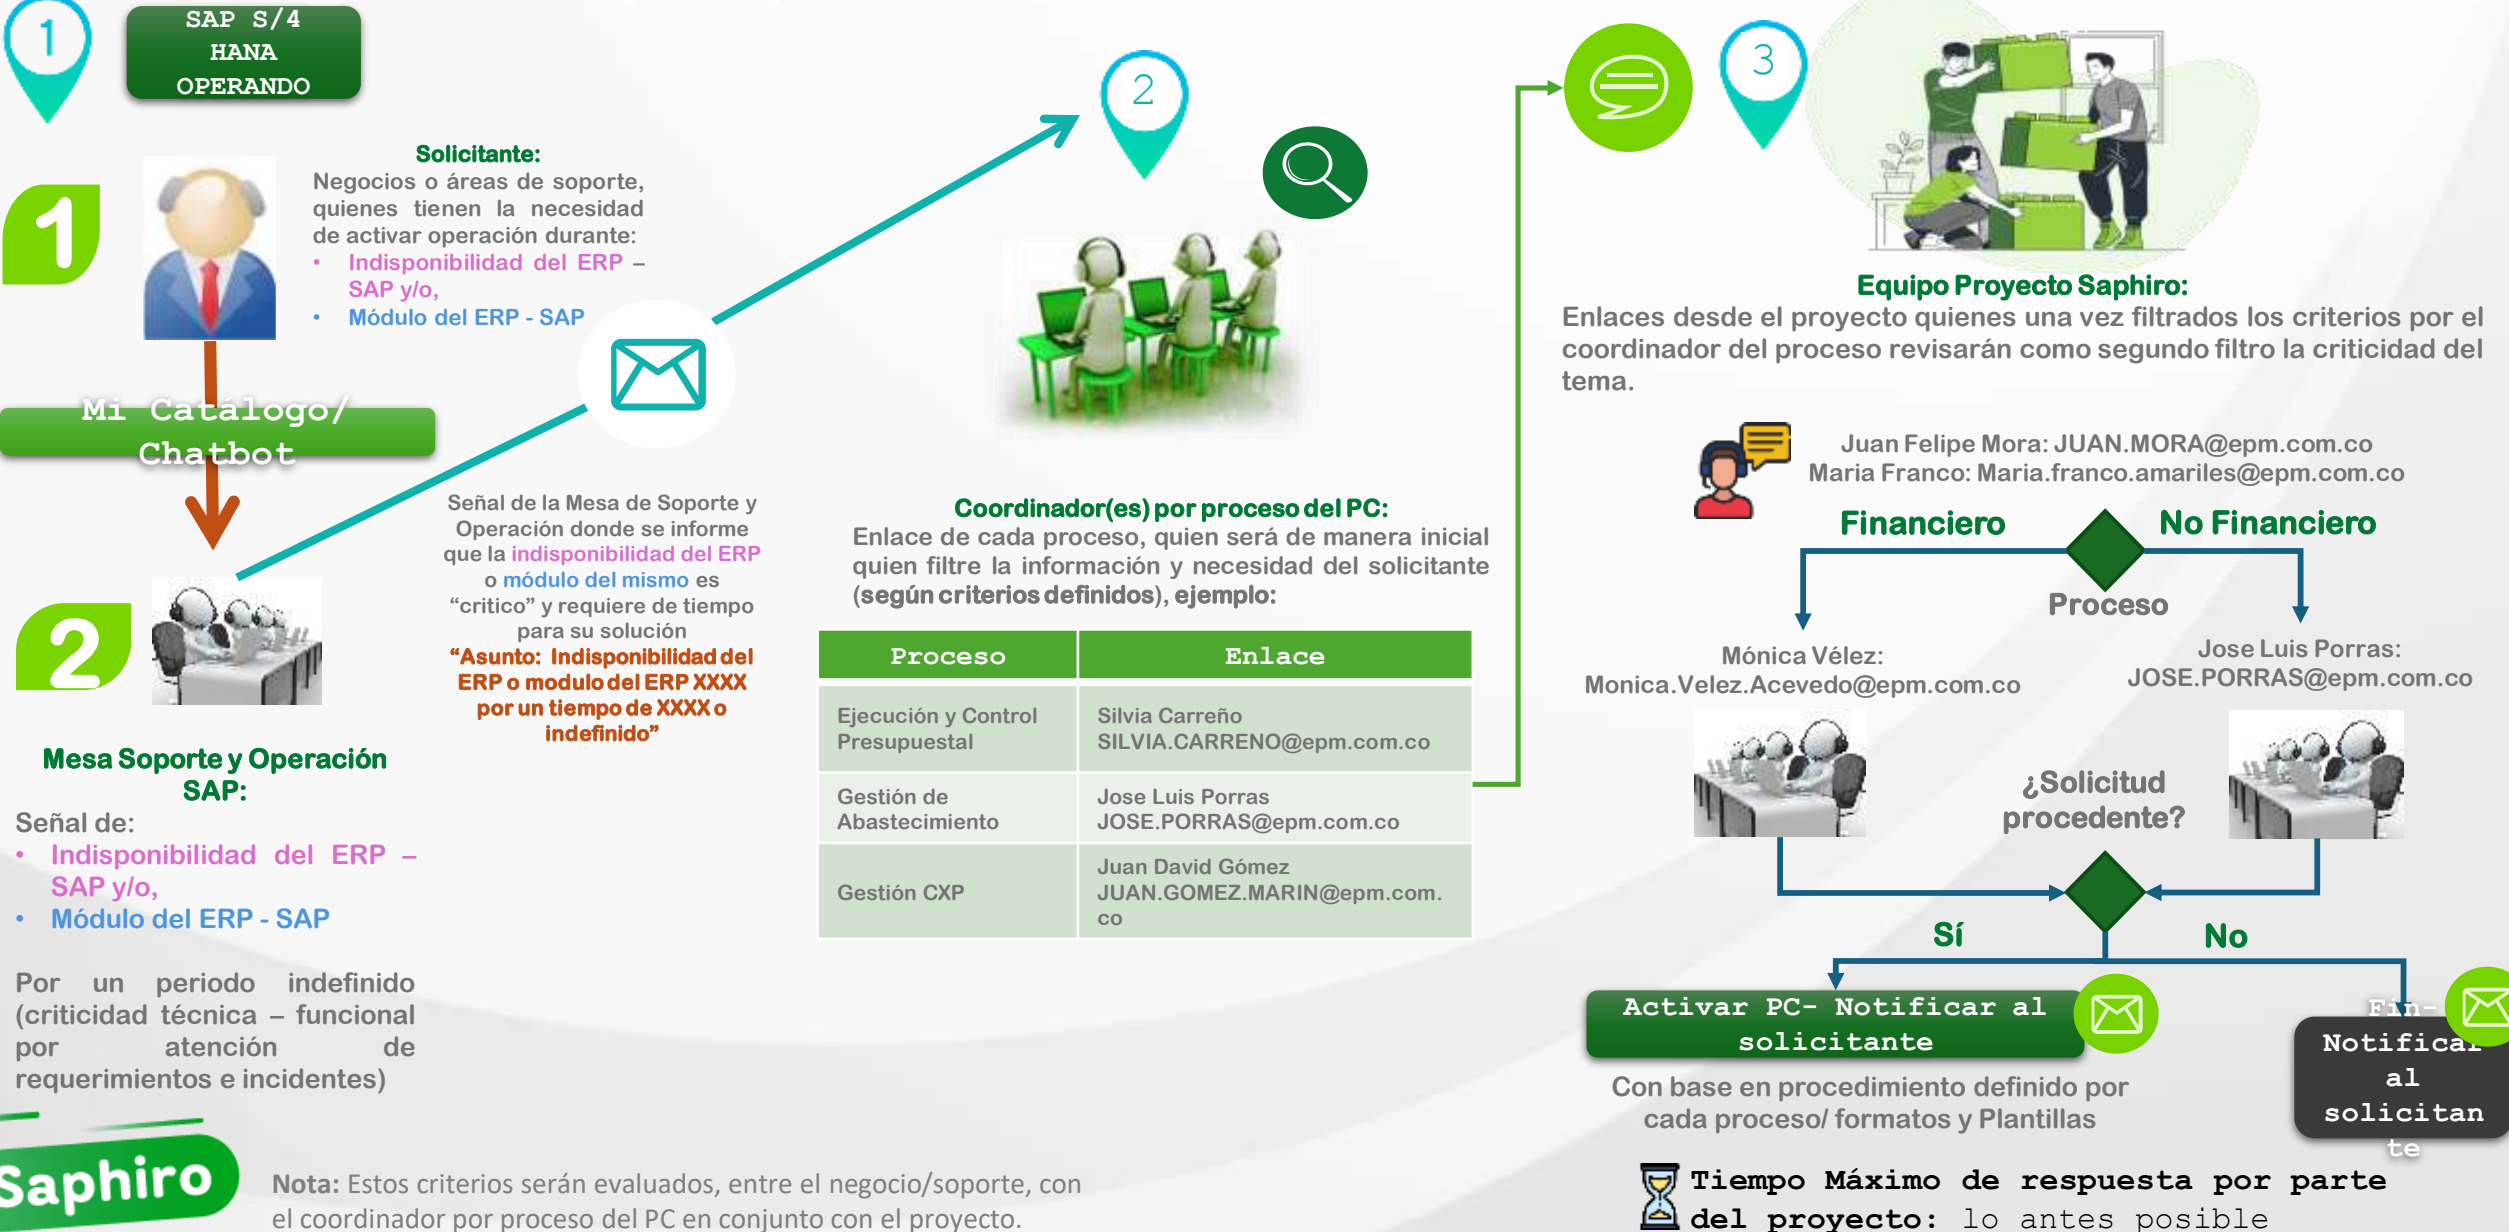 1
SAP S/4
HANA
OPERANDO
1
Solicitante:
Negocios o áreas de soporte,
quienes tienen la necesidad
de activar operación durante:
• Indisponibilidad del ERP –
SAP y/o,
• Módulo del ERP - SAP
Mi Catálogo/
Chatbot
2
Mesa Soporte y Operación
SAP:
Señal de:
• Indisponibilidad del ERP –
SAP y/o,
• Módulo del ERP - SAP
Por un periodo indefinido
(criticidad técnica – funcional
por atención de
requerimientos e incidentes)
Señal de la Mesa de Soporte y
Operación donde se informe
que la indisponibilidad del ERP
o módulo del mismo es
“critico” y requiere de tiempo
para su solución
“Asunto: Indisponibilidad del
ERP o modulo del ERP XXXX
por un tiempo de XXXX o
indefinido”
2
Coordinador(es) por proceso del PC:
Enlace de cada proceso, quien será de manera inicial
quien filtre la información y necesidad del solicitante
(según criterios definidos), ejemplo:
Proceso Enlace
Ejecución y Control
Presupuestal
Silvia Carreño
SILVIA.CARRENO@epm.com.co
Gestión de
Abastecimiento
Jose Luis Porras
JOSE.PORRAS@epm.com.co
Gestión CXP
Juan David Gómez
JUAN.GOMEZ.MARIN@epm.com.
co
3
Equipo Proyecto Saphiro:
Enlaces desde el proyecto quienes una vez filtrados los criterios por el
coordinador del proceso revisarán como segundo filtro la criticidad del
tema.
Juan Felipe Mora: JUAN.MORA@epm.com.co
Maria Franco: Maria.franco.amariles@epm.com.co
Financiero
No Financiero
Proceso
Mónica Vélez:
Monica.Velez.Acevedo@epm.com.co
Jose Luis Porras:
JOSE.PORRAS@epm.com.co
¿Solicitud
procedente?
Sí
No
Activar PC- Notificar al
solicitante
Con base en procedimiento definido por
cada proceso/ formatos y Plantillas
Fin-
Notificar
al
solicitan
te
Tiempo Máximo de respuesta por parte
del proyecto: lo antes posible
Saphiro
Nota: Estos criterios serán evaluados, entre el negocio/soporte, con
el coordinador por proceso del PC en conjunto con el proyecto.